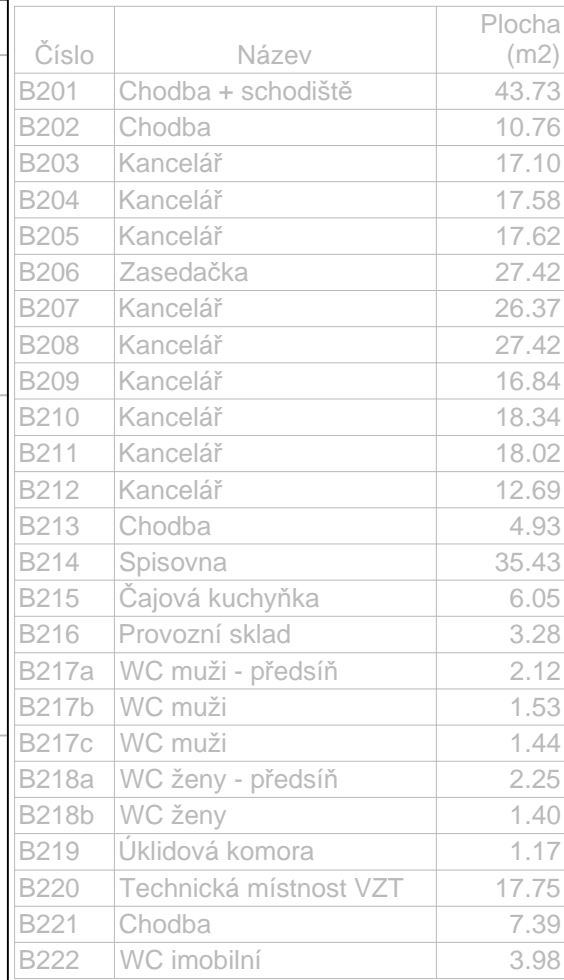 Číslo Název Plocha (m2)
B201 Chodba + schodiště 43.73
B202 Chodba 10.76
B203 Kancelář 17.10
B204 Kancelář 17.58
B205 Kancelář 17.62
B206 Zasedačka 27.42
B207 Kancelář 26.37
B208 Kancelář 27.42
B209 Kancelář 16.84
B210 Kancelář 18.34
B211 Kancelář 18.02
B212 Kancelář 12.69
B213 Chodba 4.93
B214 Spisovna 35.43
B215 Čajová kuchyňka 6.05
B216 Provozní sklad 3.28
B217a WC muži - předsíň 2.12
B217b WC muži 1.53
B217c WC muži 1.44
B218a WC ženy - předsíň 2.25
B218b WC ženy 1.40
B219 Úklidová komora 1.17
B220 Technická místnost VZT 17.75
B221 Chodba 7.39
B222 WC imobilní 3.98